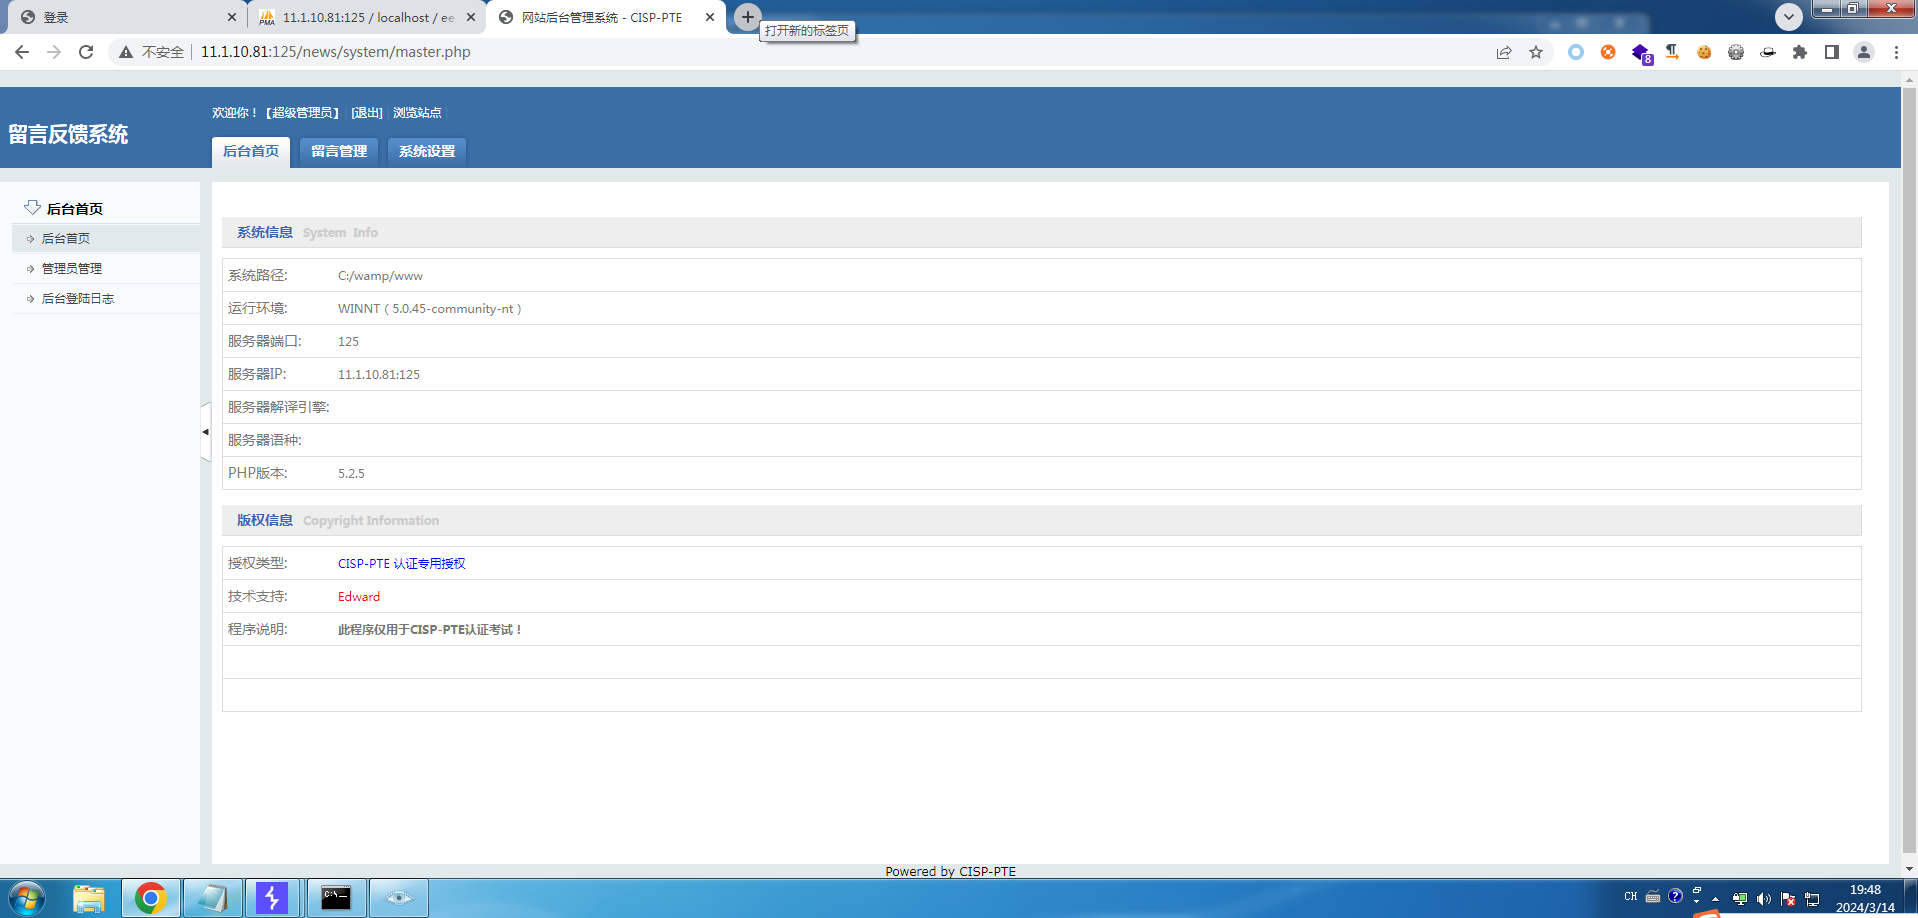 登录
PMA
11.1.10.81:125 / localhost / ee
网站后台管理系统 - CISP-PTE
打开新的标签页
不安全
11.1.10.81:125/news/system/master.php
8
留言反馈系统
欢迎你！【超级管理员】 [退出] 浏览站点
后台首页 留言管理 系统设置
后台首页
后台首页
管理员管理
后台登陆日志
系统信息 System Info
系统路径: C:/wamp/www
运行环境: WINNT ( 5.0.45-community-nt )
服务器端口: 125
服务器IP: 11.1.10.81:125
服务器解译引擎:
服务器语种:
PHP版本: 5.2.5
版权信息 Copyright Information
授权类型: CISP-PTE 认证专用授权
技术支持: Edward
程序说明: 此程序仅用于CISP-PTE认证考试！
Powered by CISP-PTE
C:\_
CH
19:48
2024/3/14